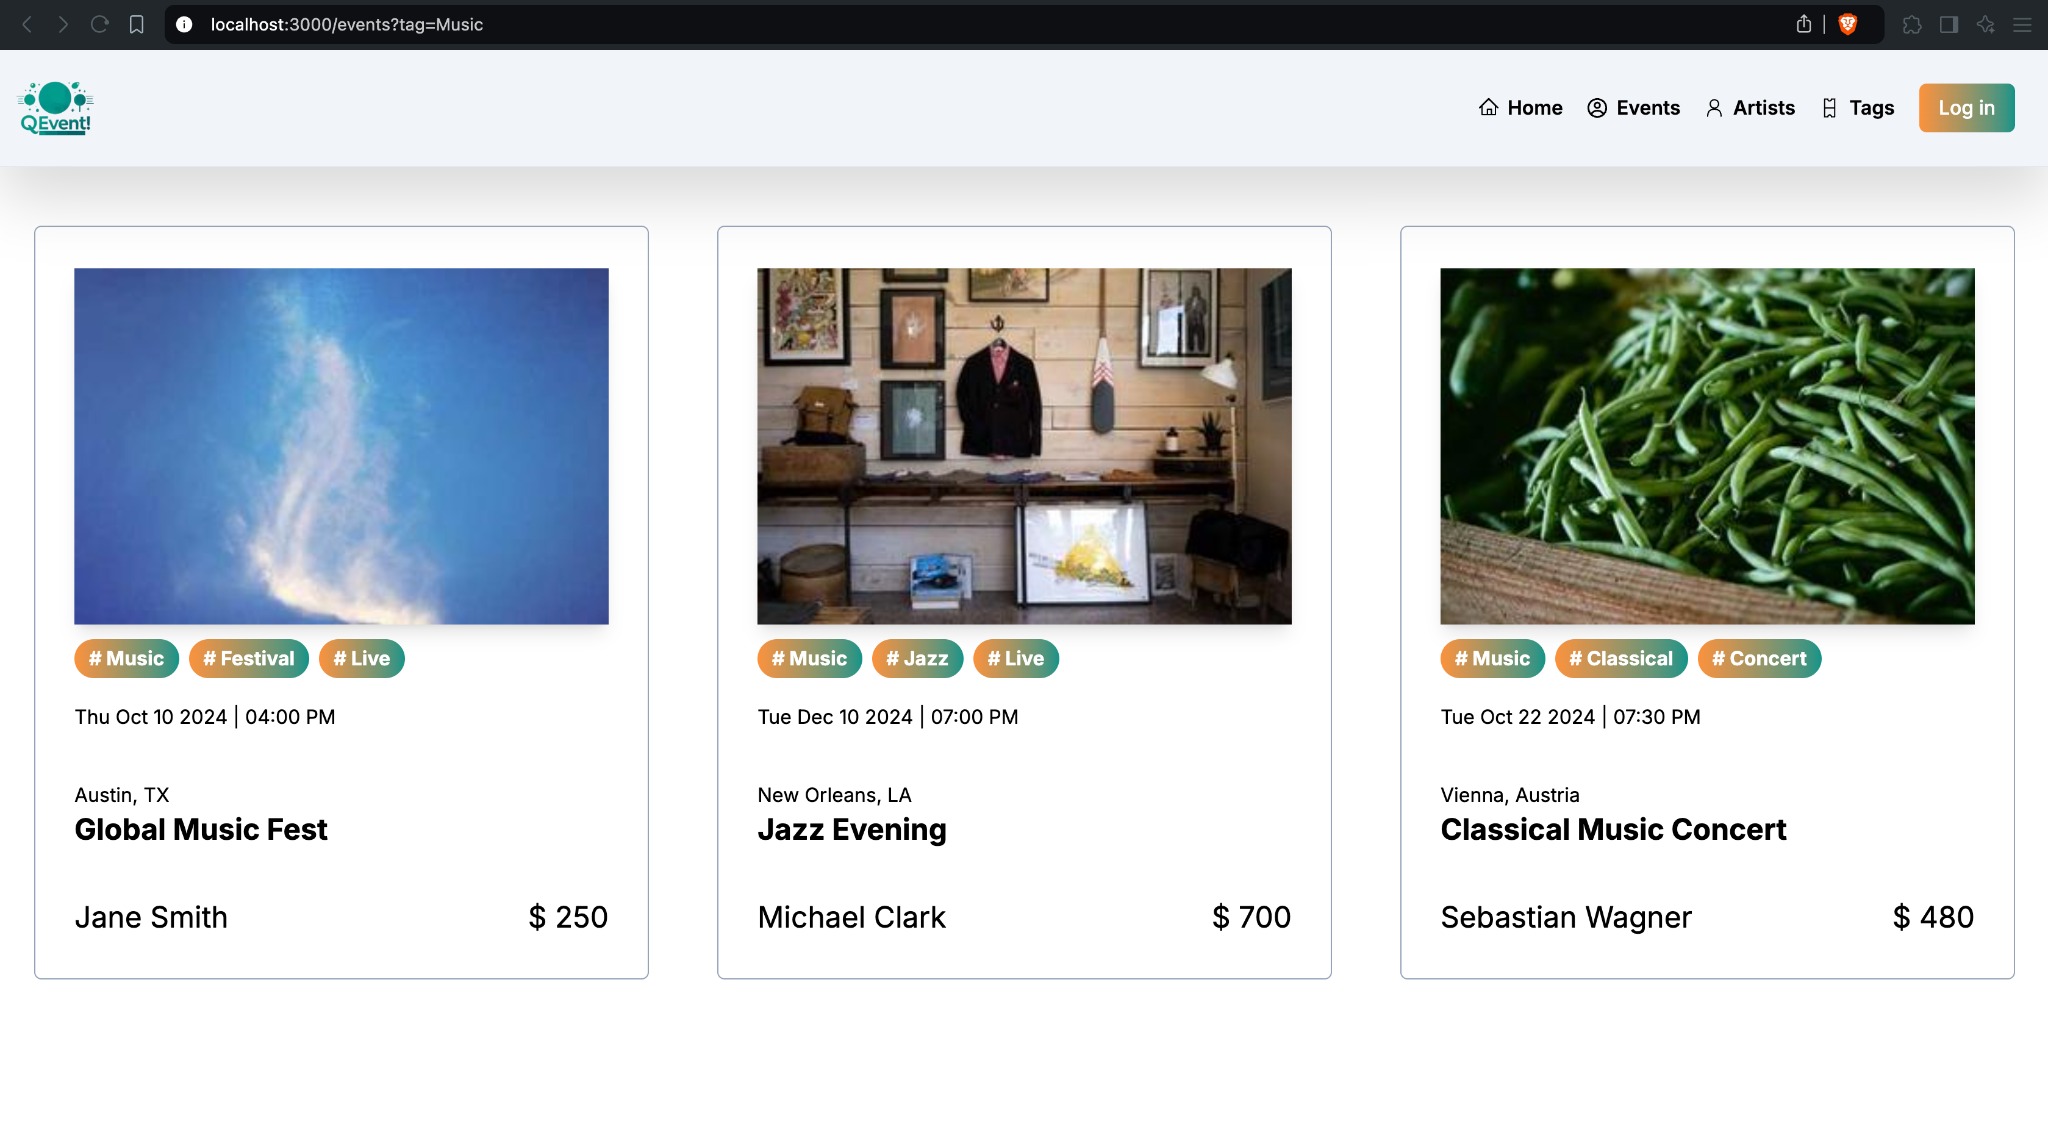 localhost:3000/events?tag=Music
QEvent!
Home
Events
Artists
Tags
Log in
# Music
# Festival
# Live
Thu Oct 10 2024 | 04:00 PM
Austin, TX
Global Music Fest
Jane Smith
$ 250
# Music
# Jazz
# Live
Tue Dec 10 2024 | 07:00 PM
New Orleans, LA
Jazz Evening
Michael Clark
$ 700
# Music
# Classical
# Concert
Tue Oct 22 2024 | 07:30 PM
Vienna, Austria
Classical Music Concert
Sebastian Wagner
$ 480